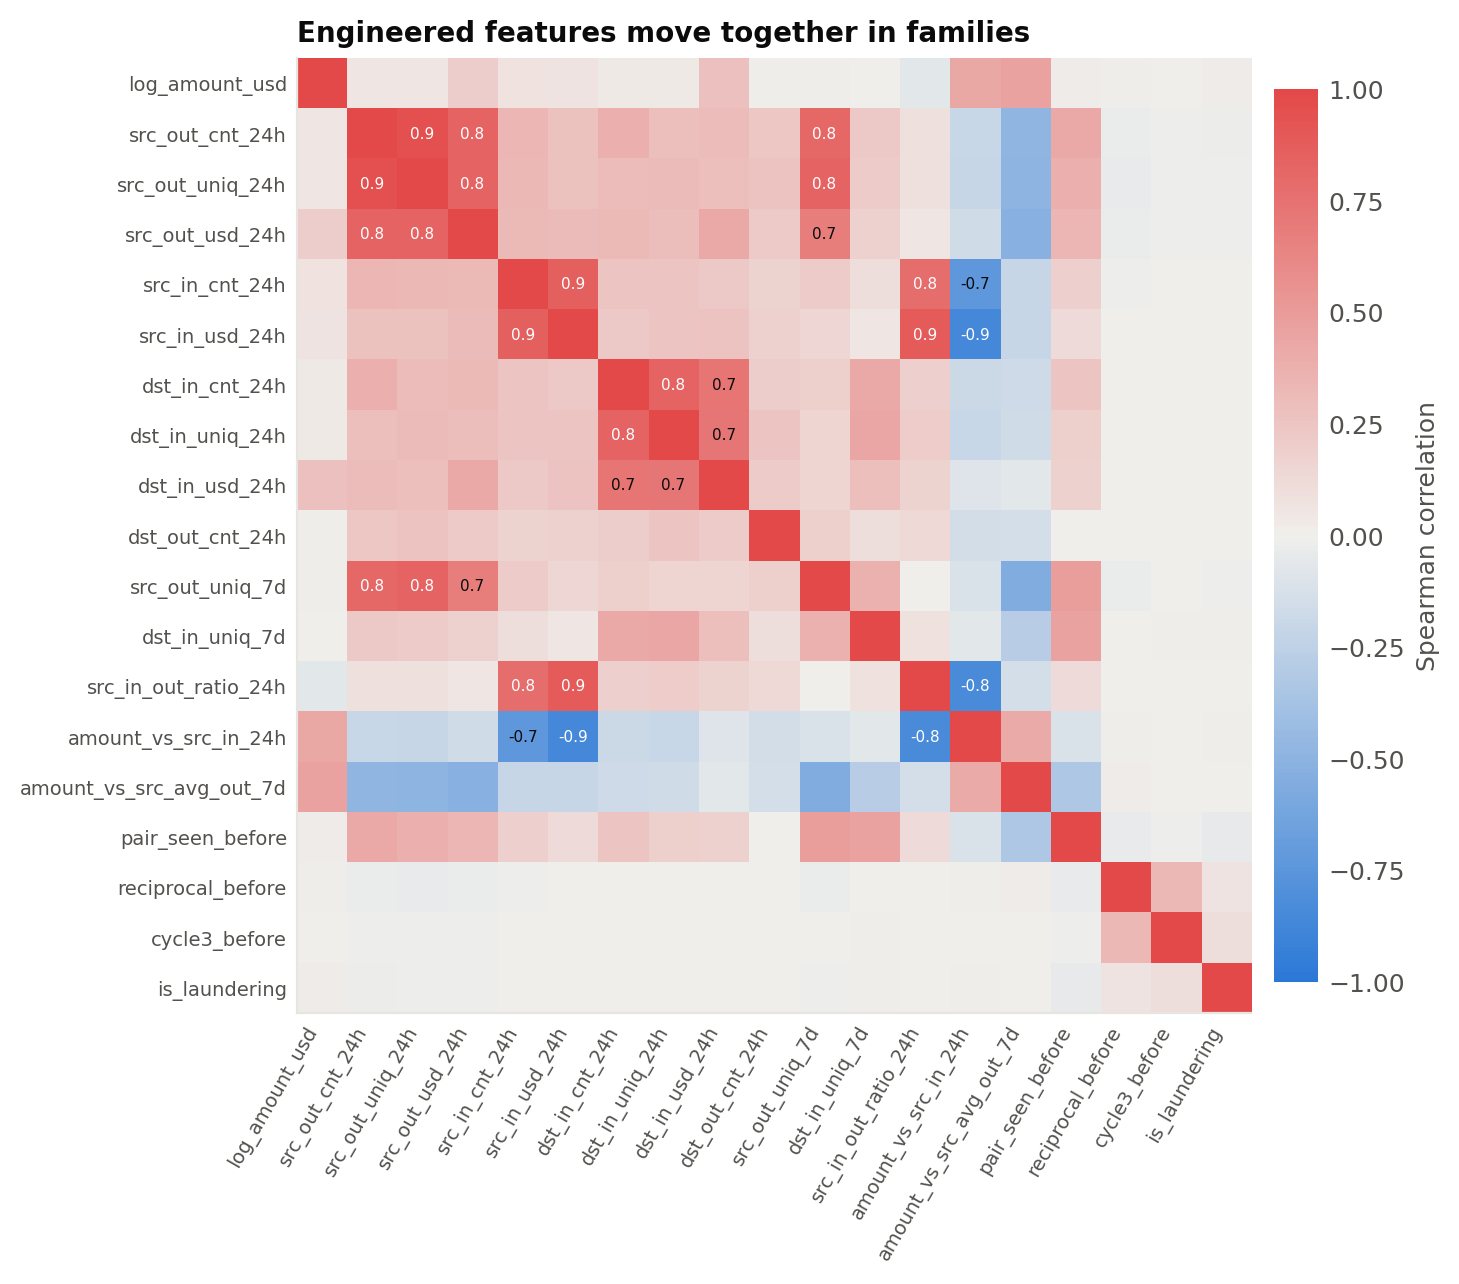 Engineered features move together in families
log_amount_usd
src_out_cnt_24h 0.9 0.8 0.8
src_out_uniq_24h 0.9 0.8 0.8
src_out_usd_24h 0.8 0.8 0.7
src_in_cnt_24h 0.9 0.8 -0.7
src_in_usd_24h 0.9 0.9 -0.9
dst_in_cnt_24h 0.8 0.7
dst_in_uniq_24h 0.8 0.7
dst_in_usd_24h 0.7 0.7
dst_out_cnt_24h
src_out_uniq_7d 0.8 0.8 0.7
dst_in_uniq_7d
src_in_out_ratio_24h 0.8 0.9 -0.8
amount_vs_src_in_24h -0.7 -0.9 -0.8
amount_vs_src_avg_out_7d
pair_seen_before
reciprocal_before
cycle3_before
is_laundering
log_amount_usd
src_out_cnt_24h
src_out_uniq_24h
src_out_usd_24h
src_in_cnt_24h
src_in_usd_24h
dst_in_cnt_24h
dst_in_uniq_24h
dst_in_usd_24h
dst_out_cnt_24h
src_out_uniq_7d
dst_in_uniq_7d
src_in_out_ratio_24h
amount_vs_src_in_24h
amount_vs_src_avg_out_7d
pair_seen_before
reciprocal_before
cycle3_before
is_laundering
1.00
0.75
0.50
0.25
0.00
−0.25
−0.50
−0.75
−1.00
Spearman correlation